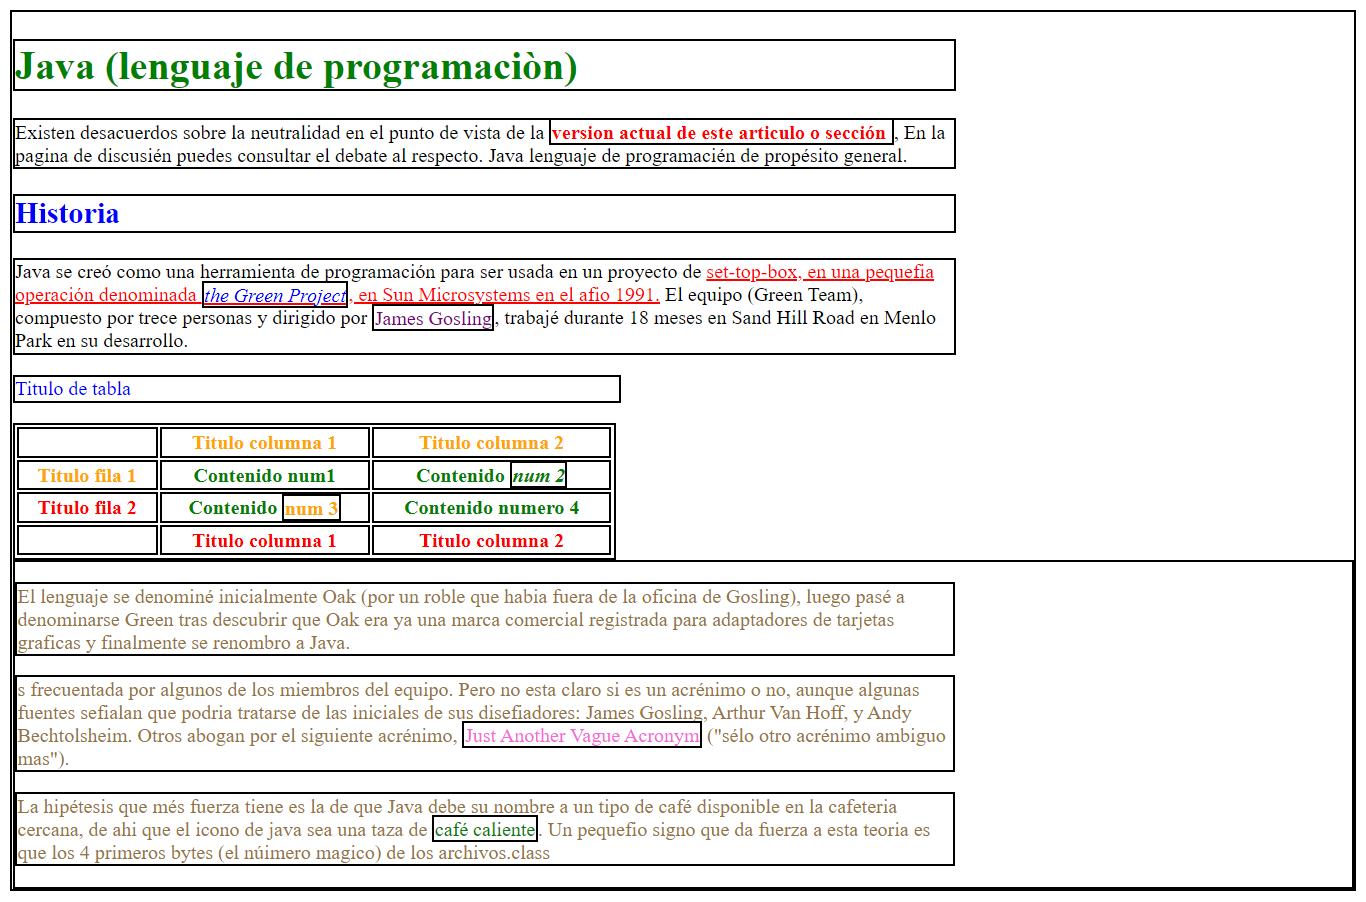 Java (lenguaje de programaciòn)
Existen desacuerdos sobre la neutralidad en el punto de vista de la version actual de este articulo o sección , En la
pagina de discusién puedes consultar el debate al respecto. Java lenguaje de programacién de propésito general.
Historia
Java se creó como una herramienta de programación para ser usada en un proyecto de set-top-box, en una pequefia
operación denominada the Green Project, en Sun Microsystems en el afio 1991. El equipo (Green Team),
compuesto por trece personas y dirigido por James Gosling, trabajé durante 18 meses en Sand Hill Road en Menlo
Park en su desarrollo.
Titulo de tabla
Titulo columna 1 Titulo columna 2
Titulo fila 1 Contenido num1 Contenido num 2
Titulo fila 2 Contenido num 3 Contenido numero 4
Titulo columna 1 Titulo columna 2
El lenguaje se denominé inicialmente Oak (por un roble que habia fuera de la oficina de Gosling), luego pasé a
denominarse Green tras descubrir que Oak era ya una marca comercial registrada para adaptadores de tarjetas
graficas y finalmente se renombro a Java.
s frecuentada por algunos de los miembros del equipo. Pero no esta claro si es un acrénimo o no, aunque algunas
fuentes sefialan que podria tratarse de las iniciales de sus disefiadores: James Gosling, Arthur Van Hoff, y Andy
Bechtolsheim. Otros abogan por el siguiente acrénimo, Just Another Vague Acronym ("sélo otro acrénimo ambiguo
mas").
La hipétesis que més fuerza tiene es la de que Java debe su nombre a un tipo de café disponible en la cafeteria
cercana, de ahi que el icono de java sea una taza de café caliente. Un pequefio signo que da fuerza a esta teoria es
que los 4 primeros bytes (el núimero magico) de los archivos.class